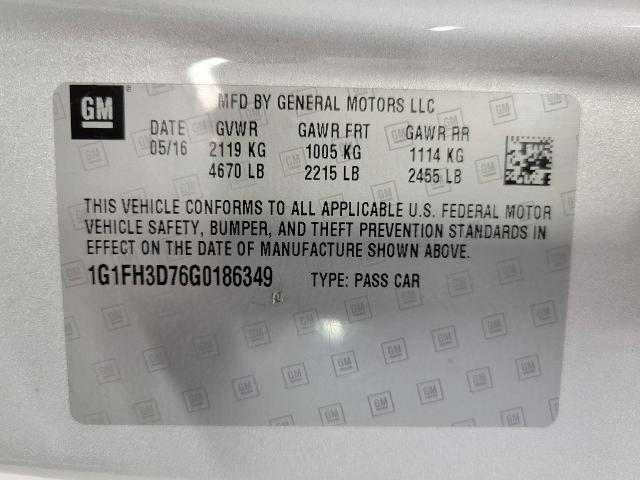 GM
MFD BY GENERAL MOTORS LLC
DATE GVWR GAWR FRT GAWR RR
05/16 2119 KG 1005 KG 1114 KG
4670 LB 2215 LB 2455 LB
THIS VEHICLE CONFORMS TO ALL APPLICABLE U.S. FEDERAL MOTOR
VEHICLE SAFETY, BUMPER, AND THEFT PREVENTION STANDARDS IN
EFFECT ON THE DATE OF MANUFACTURE SHOWN ABOVE.
1G1FH3D76G0186349 TYPE: PASS CAR